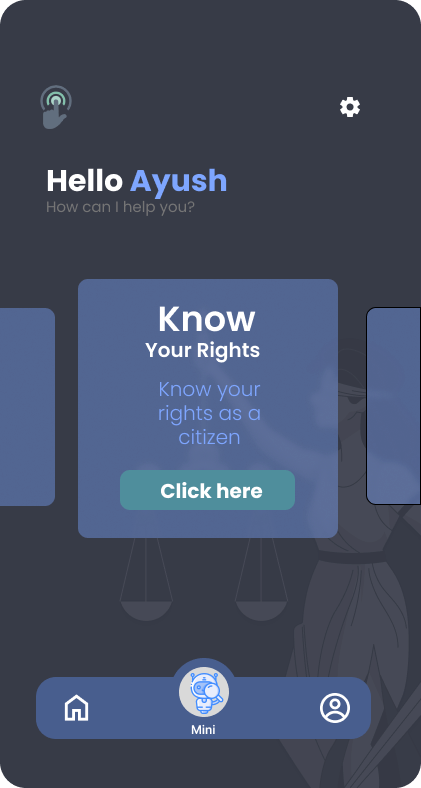 Hello Ayush
How can I help you?
Know
Your Rights
Know your
rights as a
citizen
Click here
Mini